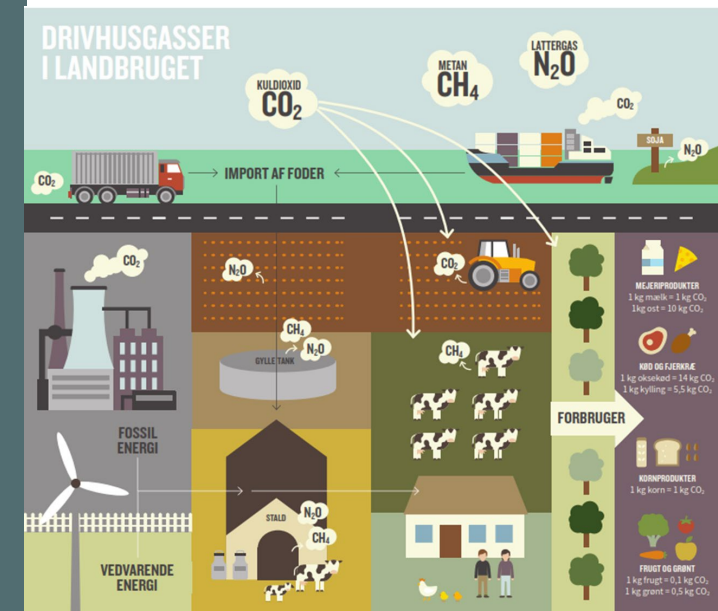 DRIVHUSGASSER
I LANDBRUGET
KULDIOXID
CO₂
METAN
CH₄
LATTERGAS
N₂O
CO₂
SOJA
N₂O
CO₂
IMPORT AF FODER
CO₂
N₂O
CO₂
CH₄
N₂O
GYLLETANK
CH₄
FOSSIL
ENERGI
VEDVARENDE
ENERGI
STALD
N₂O
CH₄
FORBRUGER
MEJERIPRODUKTER
1 kg mælk = 1 kg CO₂
1kg ost = 10 kg CO₂
KØD OG FJERKRÆ
1 kg oksekød = 14 kg CO₂
1 kg kylling = 5,5 kg CO₂
KORNPRODUKTER
1 kg korn = 1 kg CO₂
FRUGT OG GRØNT
1 kg frugt = 0,1 kg CO₂
1 kg grønt = 0,5 kg CO₂